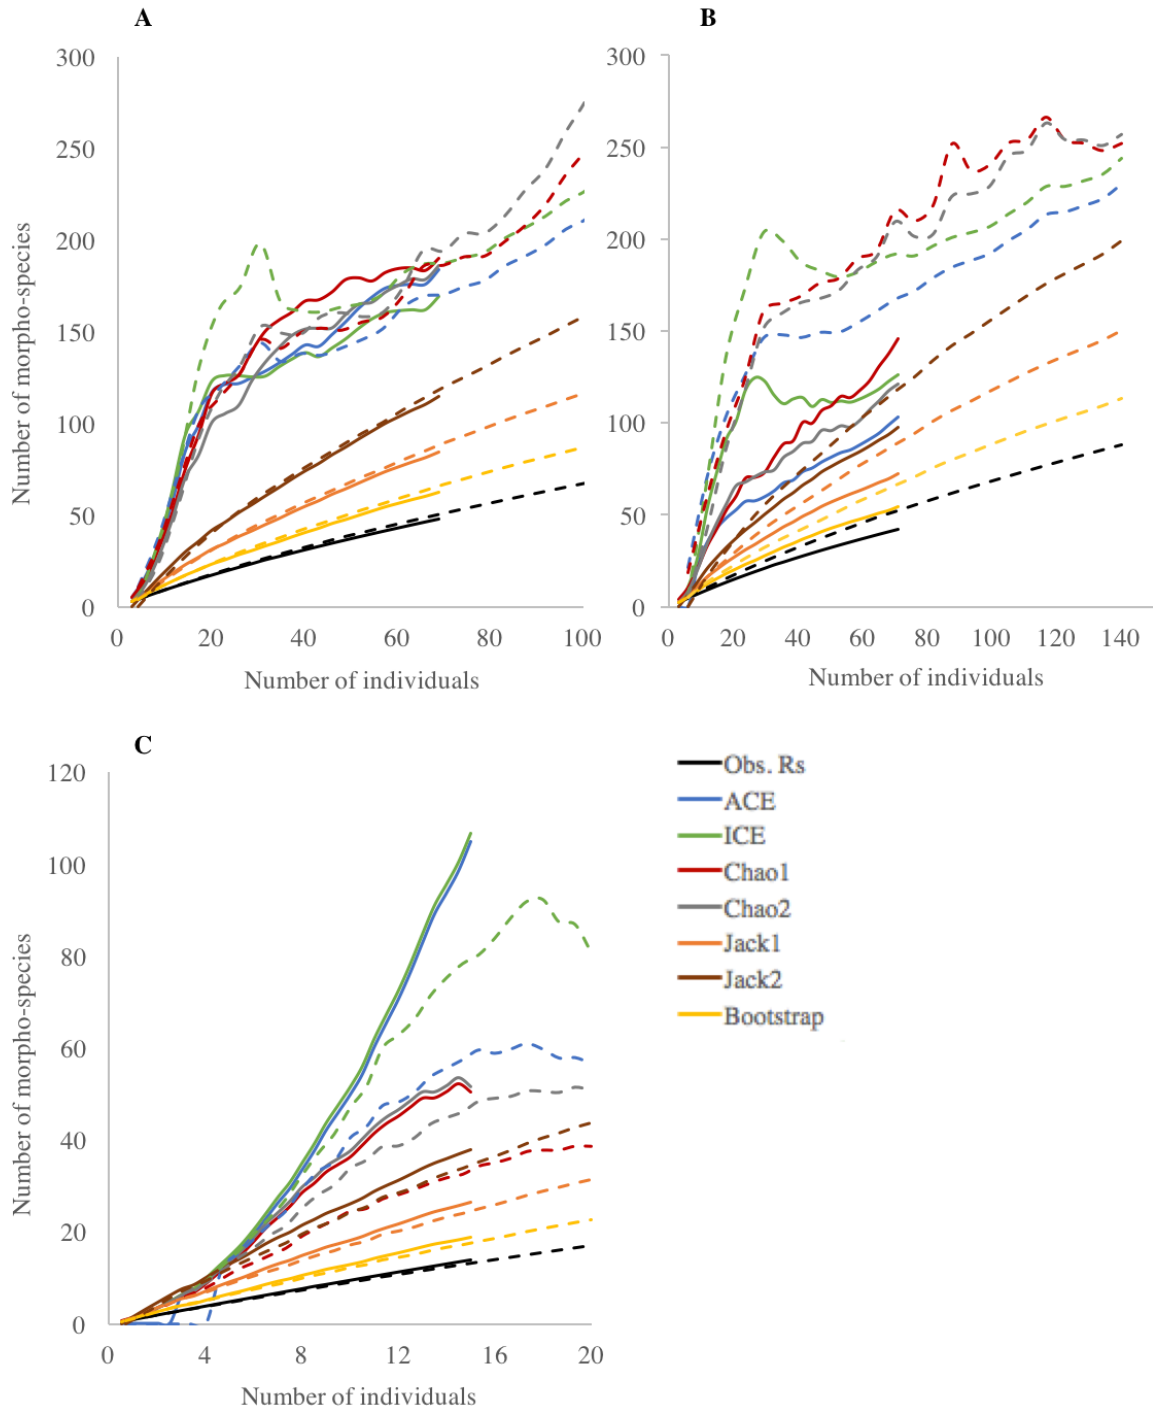 A
B
300
250
200
150
100
50
0
Number of morpho-species
0 20 40 60 80 100
Number of individuals
300
250
200
150
100
50
0
0 20 40 60 80 100 120 140
Number of individuals
C
120
100
80
60
40
20
0
Number of morpho-species
0 4 8 12 16 20
Number of individuals
Obs. Rs
ACE
ICE
Chao1
Chao2
Jack1
Jack2
Bootstrap